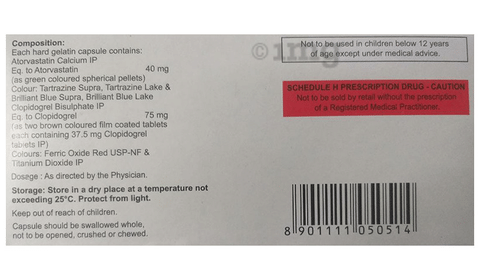 Composition:
Each hard gelatin capsule contains:
Atorvastatin Calcium IP
Eq. to Atorvastatin 40 mg
(as green coloured spherical pellets)
Colour: Tartrazine Supra, Tartrazine Lake &
Brilliant Blue Supra, Brilliant Blue Lake
Clopidogrel Bisulphate IP
Eq. to Clopidogrel 75 mg
(as two brown coloured film coated tablets
each containing 37.5 mg Clopidogrel
tablets IP)
Colours: Ferric Oxide Red USP-NF &
Titanium Dioxide IP
Dosage : As directed by the Physician.
Storage: Store in a dry place at a temperature not
exceeding 25°C. Protect from light.
Keep out of reach of children.
Capsule should be swallowed whole,
not to be opened, crushed or chewed.
© 1mg
Not to be used in children below 12 years
of age except under medical advice.
SCHEDULE H PRESCRIPTION DRUG - CAUTION
Not to be sold by retail without the prescription
of a Registered Medical Practitioner.
8 901111 050514